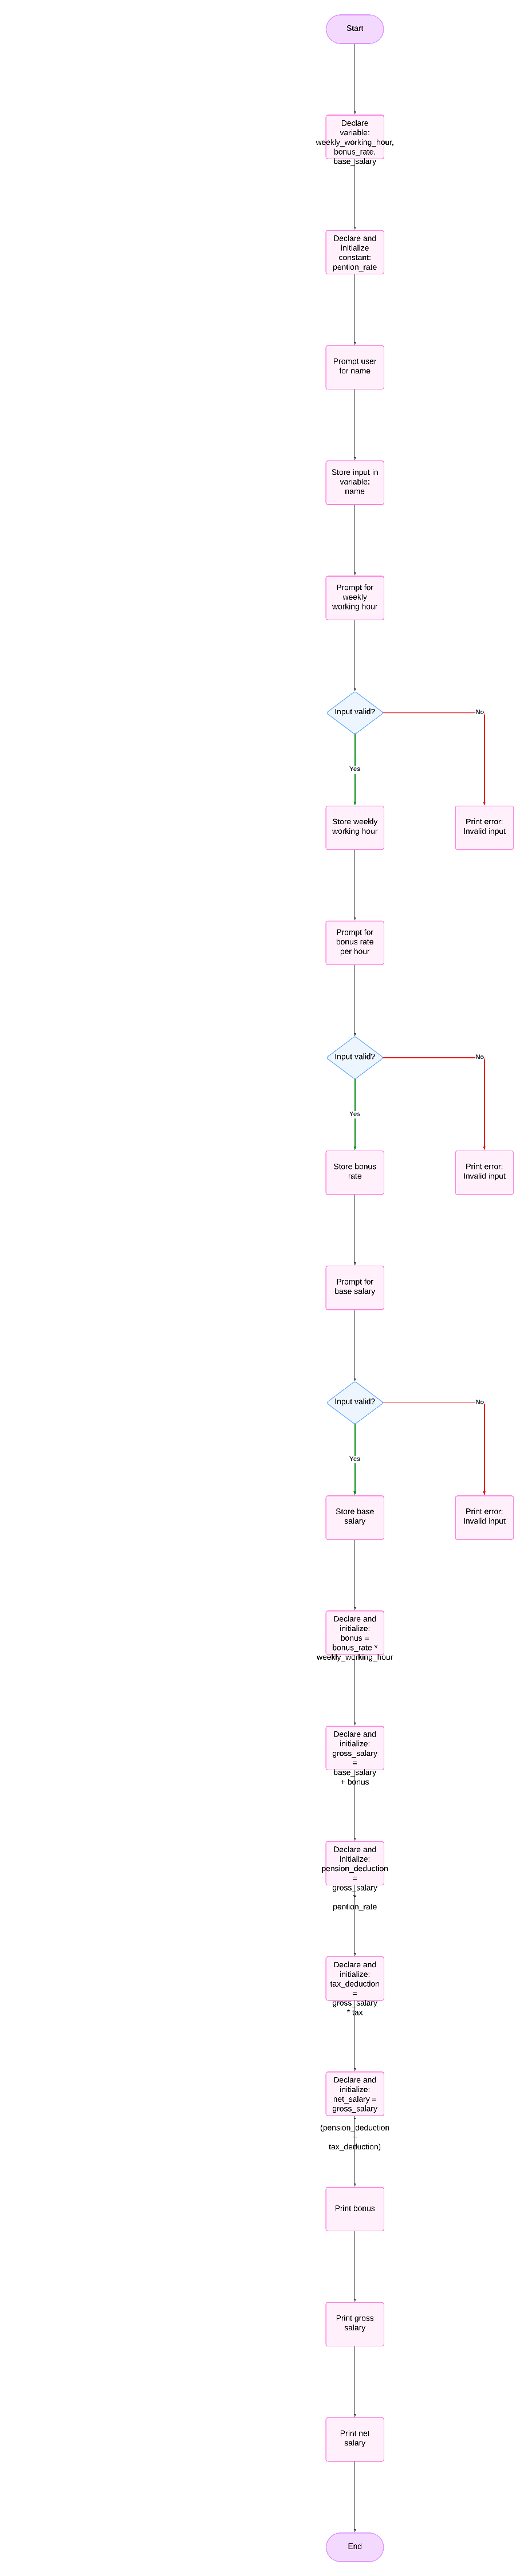 Start
Declare
variable:
weekly_working_hour,
bonus_rate,
base_salary
Declare and
initialize
constant:
pention_rate
Prompt user
for name
Store input in
variable:
name
Prompt for
weekly
working hour
Input valid?
No
Yes
Store weekly
working hour
Print error:
Invalid input
Prompt for
bonus rate
per hour
Input valid?
No
Yes
Store bonus
rate
Print error:
Invalid input
Prompt for
base salary
Input valid?
No
Yes
Store base
salary
Print error:
Invalid input
Declare and
initialize:
bonus =
bonus_rate *
weekly_working_hour
Declare and
initialize:
gross_salary
=
base_salary
+ bonus
Declare and
initialize:
pension_deduction
=
gross_salary
*
pention_rate
Declare and
initialize:
tax_deduction
=
gross_salary
* tax
Declare and
initialize:
net_salary =
gross_salary
(pension_deduction
tax_deduction)
Print bonus
Print gross
salary
Print net
salary
End